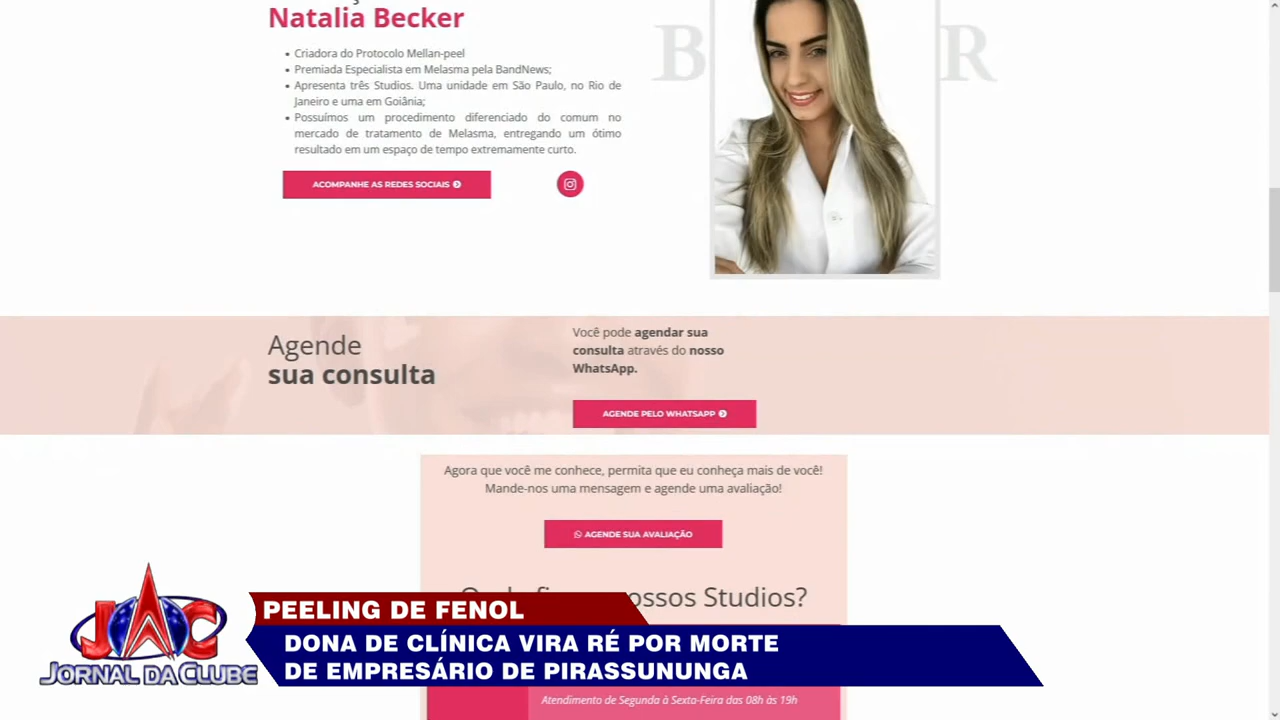 Natalia Becker
Criadora do Protocolo Mellan-peel
Premiada Especialista em Melasma pela BandNews;
Apresenta três Studios. Uma unidade em São Paulo, no Rio de
Janeiro e uma em Goiânia;
Possuímos um procedimento diferenciado do comum no
mercado de tratamento de Melasma, entregando um ótimo
resultado em um espaço de tempo extremamente curto.
ACOMPANHE AS REDES SOCIAIS
B R
Agende
sua consulta
Você pode agendar sua
consulta através do nosso
WhatsApp.
AGENDE PELO WHATSAPP
Agora que você me conhece, permita que eu conheça mais de você!
Mande-nos uma mensagem e agende uma avaliação!
AGENDE SUA AVALIAÇÃO
Studios?
JAC
JORNAL DA CLUBE
PEELING DE FENOL
DONA DE CLÍNICA VIRA RÉ POR MORTE
DE EMPRESÁRIO DE PIRASSUNUNGA
Atendimento de Segunda à Sexta-Feira das 08h às 19h